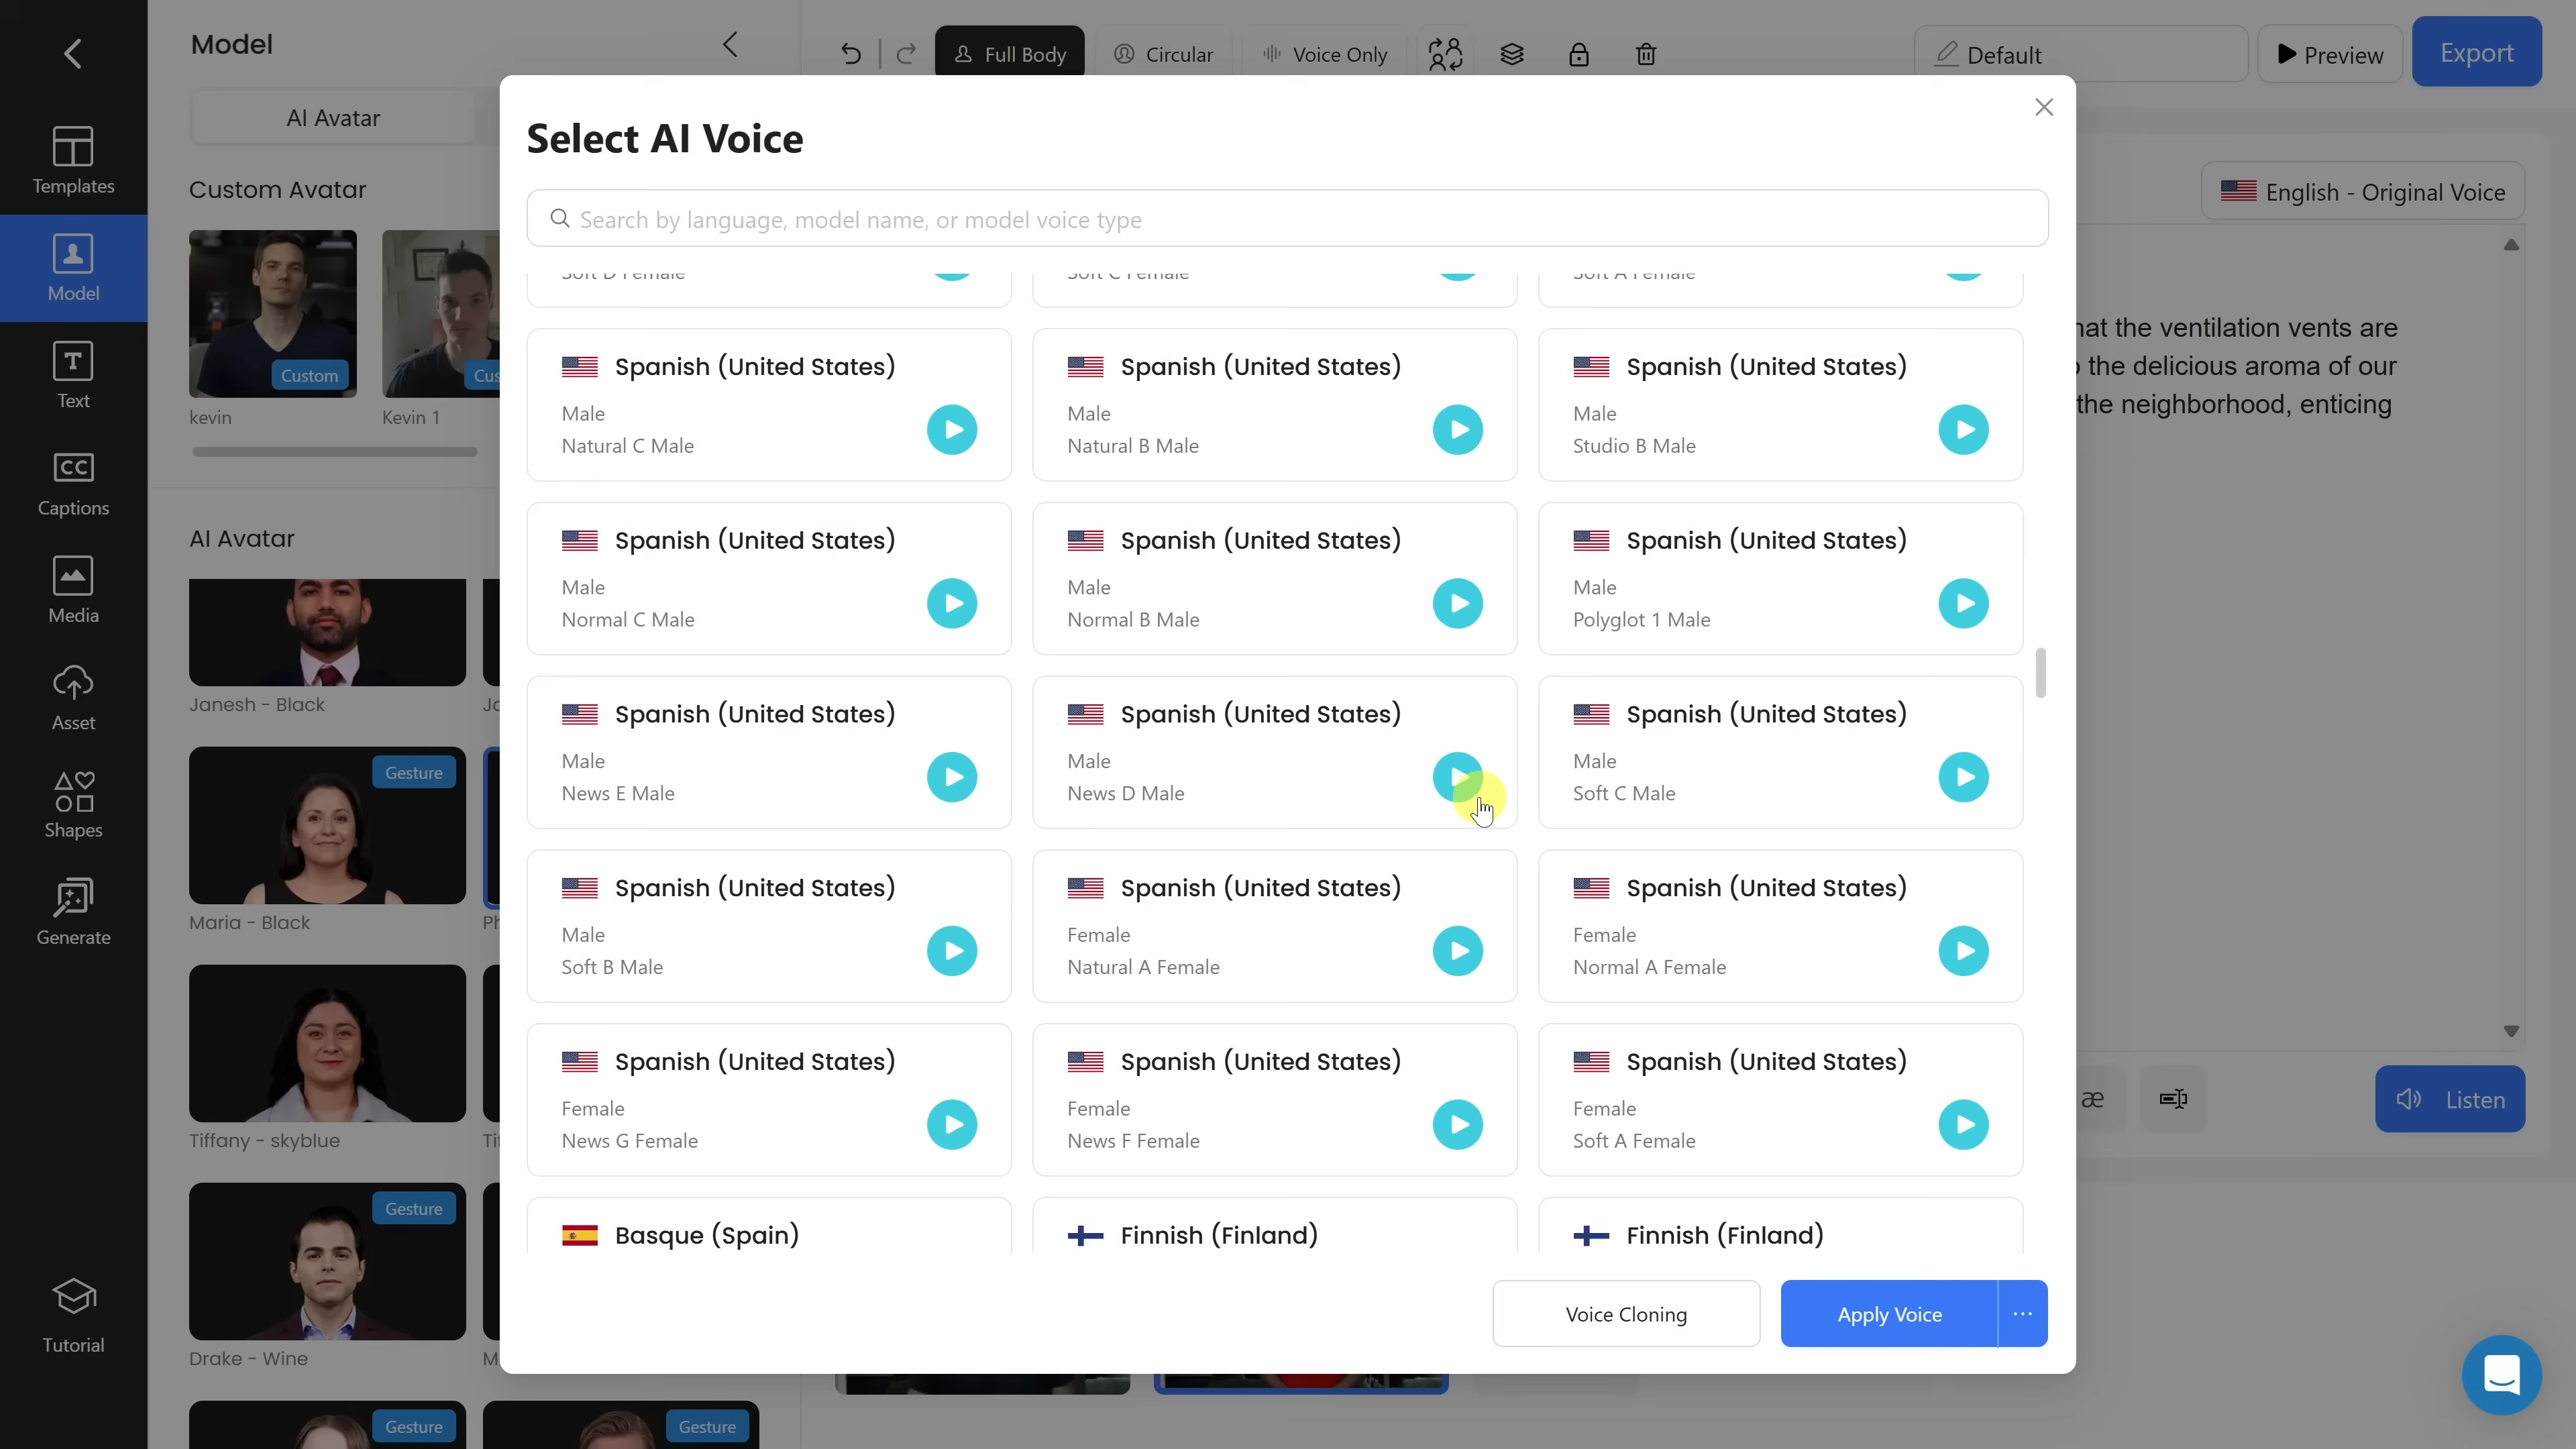 Model
Full Body
Circular
Voice Only
Default
Preview
Export
Templates
Model
Text
Captions
Media
Asset
Shapes
Generate
Tutorial
AI Avatar
Custom Avatar
Custom
kevin
Cus
Kevin 1
AI Avatar
Janesh - Black
Gesture
Maria - Black
Tiffany - skyblue
Gesture
Drake - Wine
Gesture
Gesture
English - Original Voice
hat the ventilation vents are
the delicious aroma of our
the neighborhood, enticing
æ
Listen
Select AI Voice
Search by language, model name, or model voice type
Soft D Female
Soft C Female
Soft A Female
Spanish (United States)
Male
Natural C Male
Spanish (United States)
Male
Natural B Male
Spanish (United States)
Male
Studio B Male
Spanish (United States)
Male
Normal C Male
Spanish (United States)
Male
Normal B Male
Spanish (United States)
Male
Polyglot 1 Male
Spanish (United States)
Male
News E Male
Spanish (United States)
Male
News D Male
Spanish (United States)
Male
Soft C Male
Spanish (United States)
Male
Soft B Male
Spanish (United States)
Female
Natural A Female
Spanish (United States)
Female
Normal A Female
Spanish (United States)
Female
News G Female
Spanish (United States)
Female
News F Female
Spanish (United States)
Female
Soft A Female
Basque (Spain)
Finnish (Finland)
Finnish (Finland)
Voice Cloning
Apply Voice
...